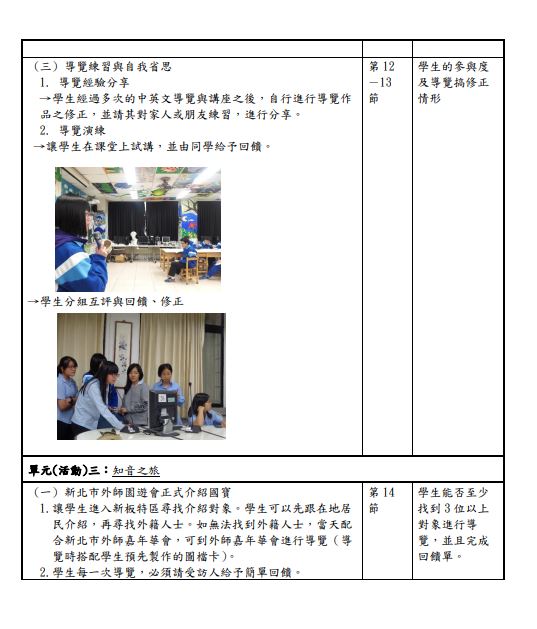 （三）導覽練習與自我省思
1. 導覽經驗分享
→學生經過多次的中英文導覽與講座之後，自行進行導覽作
品之修正，並請其對家人或朋友練習，進行分享。
2. 導覽演練
→讓學生在課堂上試講，並由同學給予回饋。
→學生分組互評與回饋、修正
第 12
－13
節
學生的參與度
及導覽搞修正
情形
單元(活動)三：知音之旅
（一）新北市外師園遊會正式介紹國寶
1.讓學生進入新板特區尋找介紹對象。學生可以先跟在地居
民介紹，再尋找外籍人士。如無法找到外籍人士，當天配
合新北市外師嘉年華會，可到外師嘉年華會進行導覽（導
覽時搭配學生預先製作的圖檔卡)。
2.學生每一次導覽，必須請受訪人給予簡單回饋。
第 14
節
學生能否至少
找到 3 位以上
對象進行導
覽，並且完成
回饋單。